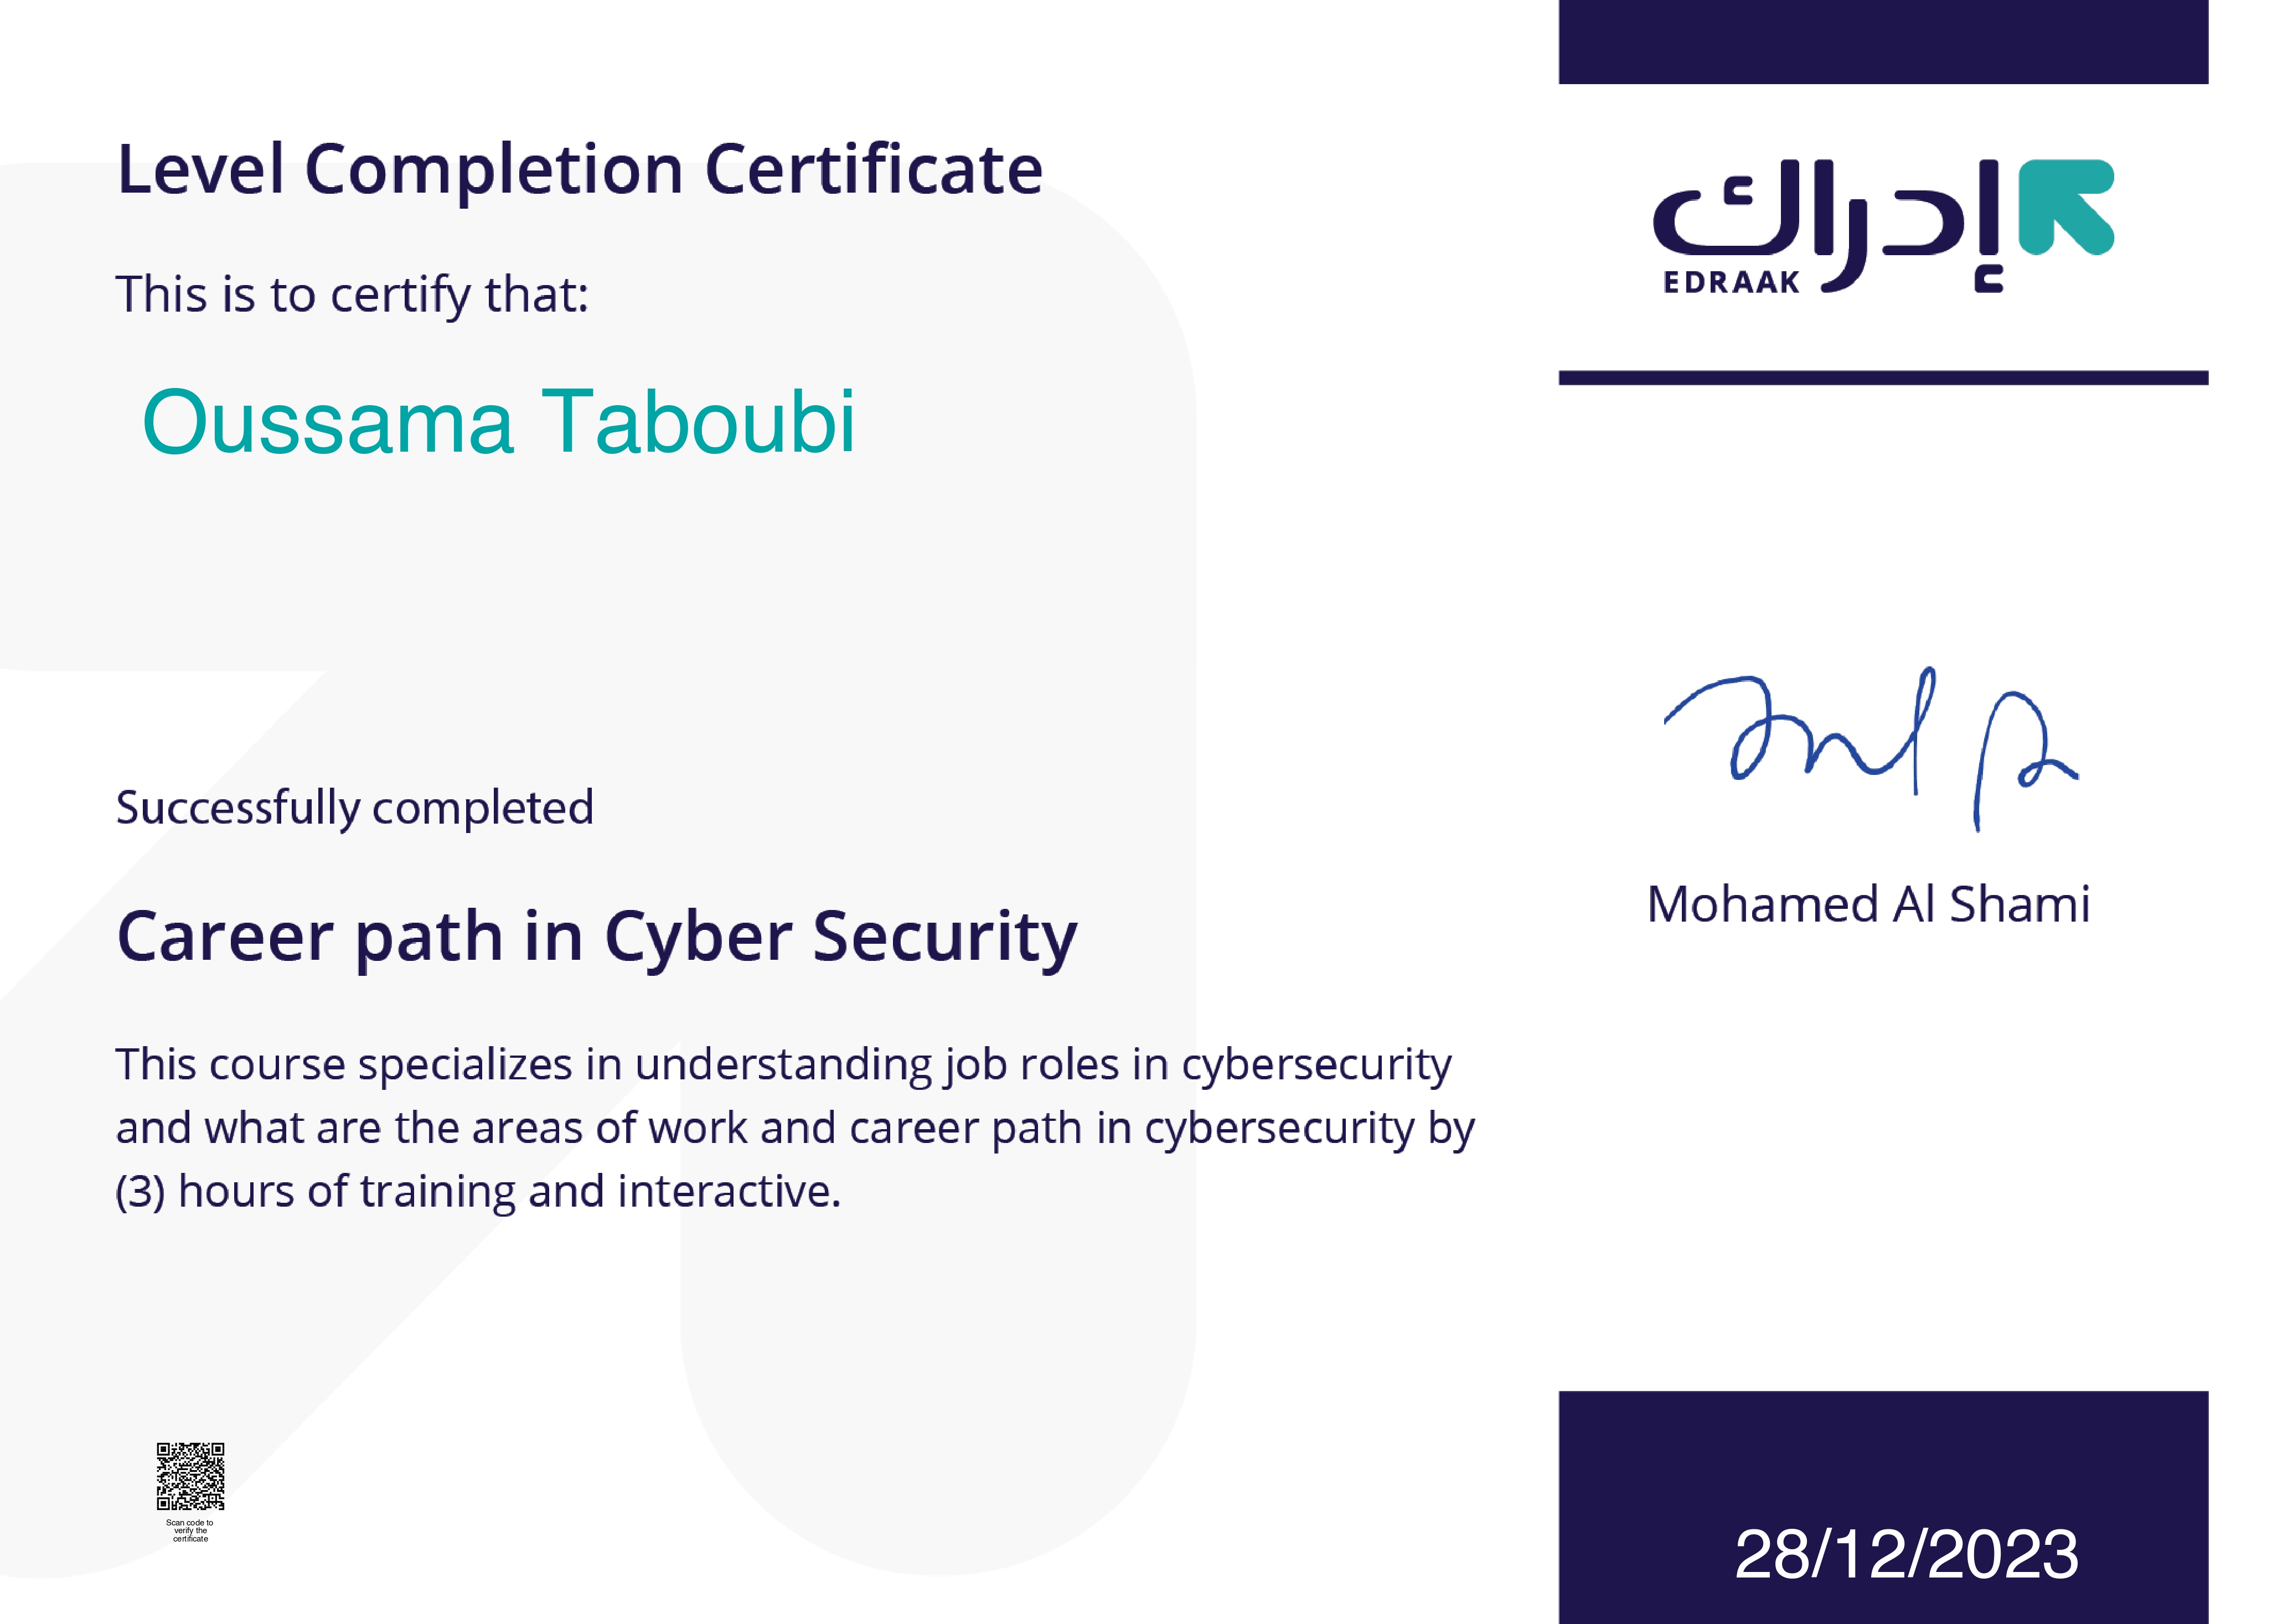 Level Completion Certificate
This is to certify that:
Oussama Taboubi
Successfully completed
Career path in Cyber Security
This course specializes in understanding job roles in cybersecurity
and what are the areas of work and career path in cybersecurity by
(3) hours of training and interactive.
Scan code to
verify the
certificate
إدراك
EDRAAK
Mohamed Al Shami
28/12/2023